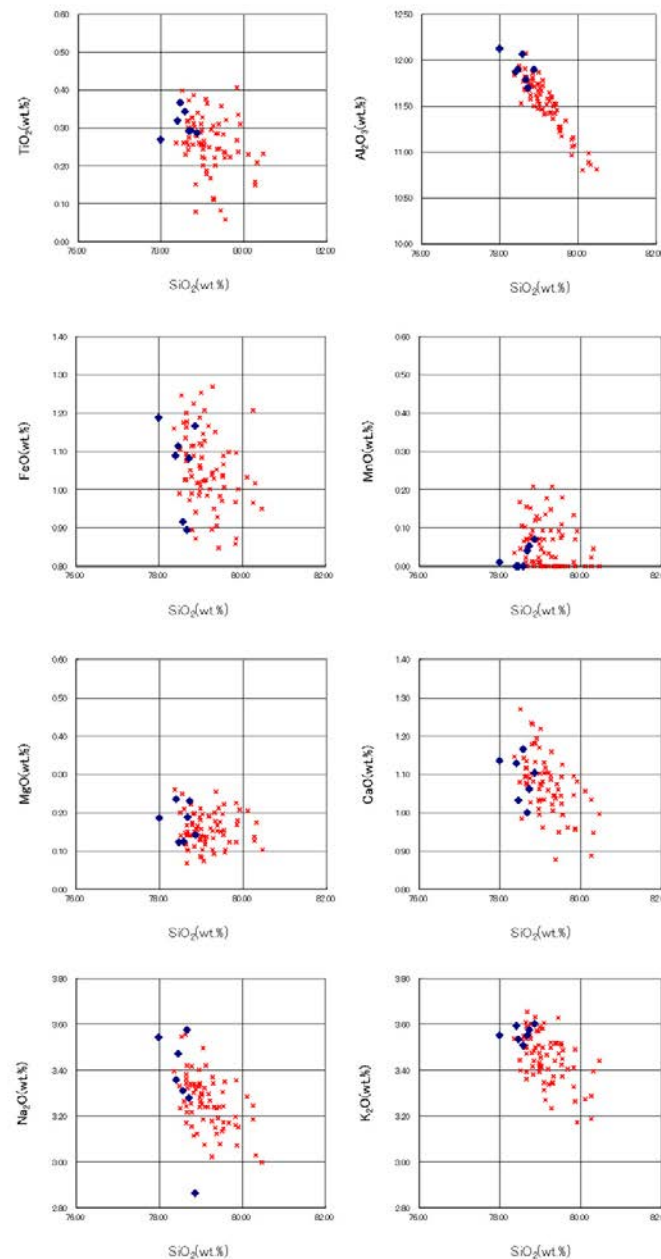 TiO₂(wt.%)
0.60
0.50
0.40
0.30
0.20
0.10
0.00
76.00 78.00 80.00 82.00
SiO₂(wt.%)
Al₂O₃(wt.%)
12.50
12.00
11.50
11.00
10.50
10.00
76.00 78.00 80.00 82.0
SiO₂(wt.%)
FeO(wt.%)
1.40
1.30
1.20
1.10
1.00
0.90
0.80
76.00 78.00 80.00 82.00
SiO₂(wt.%)
MnO(wt.%)
0.60
0.50
0.40
0.30
0.20
0.10
0.00
76.00 78.00 80.00 82.0
SiO₂(wt.%)
MgO(wt.%)
0.60
0.50
0.40
0.30
0.20
0.10
0.00
76.00 78.00 80.00 82.00
SiO₂(wt.%)
CaO(wt.%)
1.40
1.30
1.20
1.10
1.00
0.90
0.80
76.00 78.00 80.00 82.0
SiO₂(wt.%)
Na₂O(wt.%)
3.80
3.60
3.40
3.20
3.00
2.80
76.00 78.00 80.00 82.00
K₂O(wt.%)
3.80
3.60
3.40
3.20
3.00
2.80
76.00 78.00 80.00 82.0